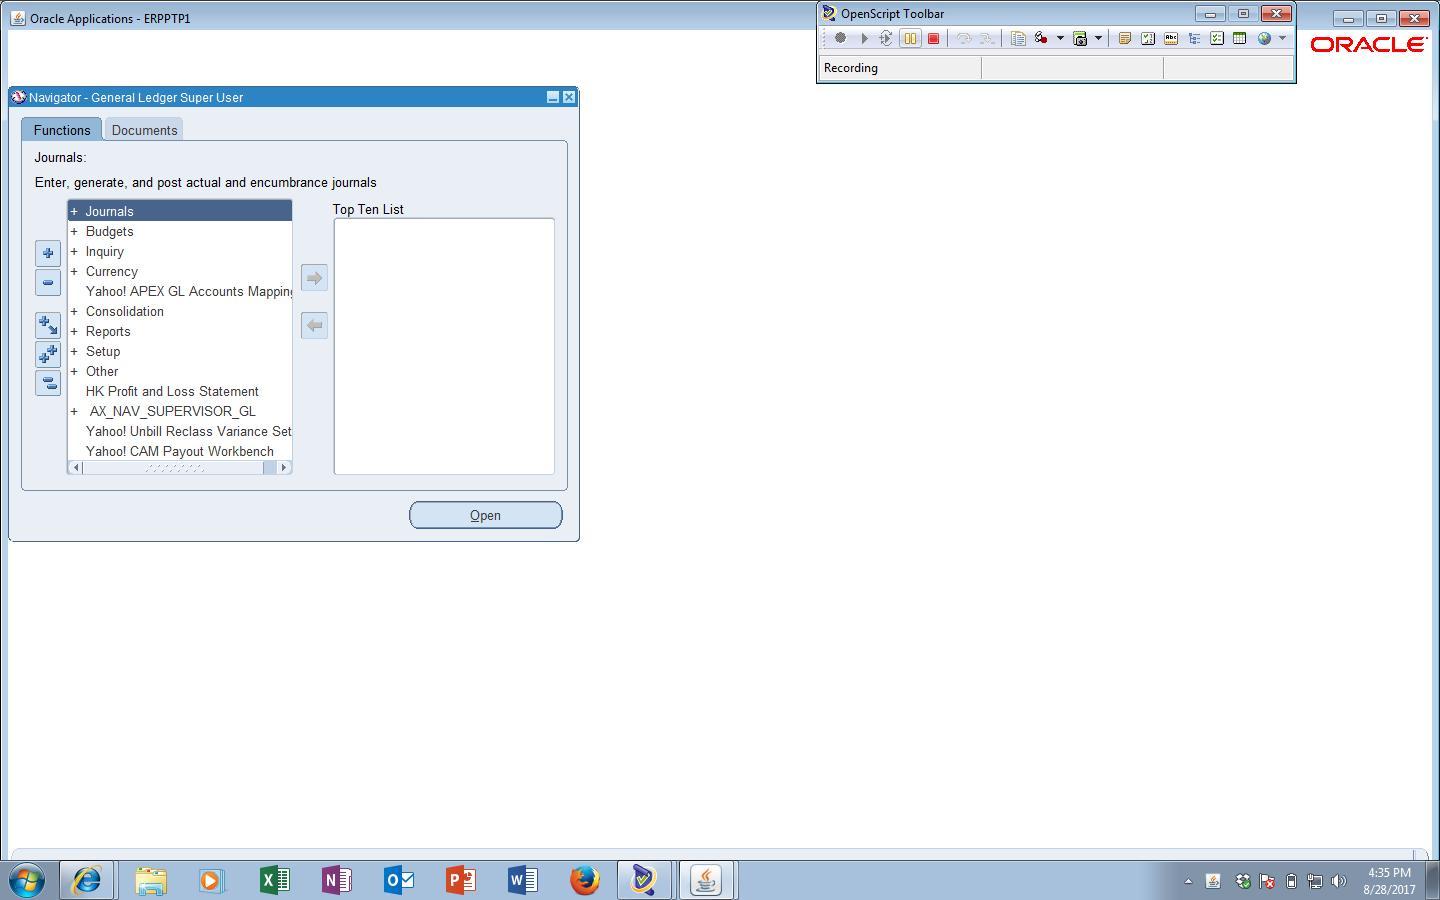 Oracle Applications - ERPPTP1
OpenScript Toolbar
ORACLE
Recording
Navigator - General Ledger Super User
Functions
Documents
Journals:
Enter, generate, and post actual and encumbrance journals
Top Ten List
+ Journals
+ Budgets
+ Inquiry
+ Currency
Yahoo! APEX GL Accounts Mapping
+ Consolidation
+ Reports
+ Setup
+ Other
HK Profit and Loss Statement
+ AX_NAV_SUPERVISOR_GL
Yahoo! Unbill Reclass Variance Set
Yahoo! CAM Payout Workbench
Open
4:35 PM
8/28/2017